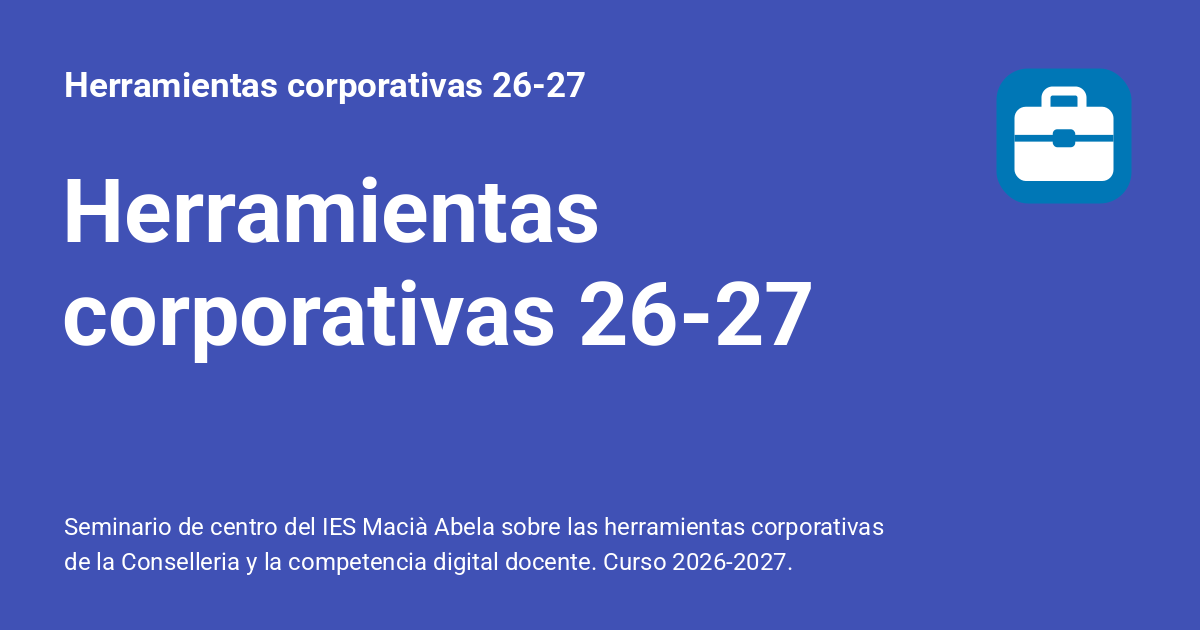 Herramientas corporativas 26-27
Herramientas
corporativas 26-27
Seminario de centro del IES Macià Abela sobre las herramientas corporativas
de la Conselleria y la competencia digital docente. Curso 2026-2027.